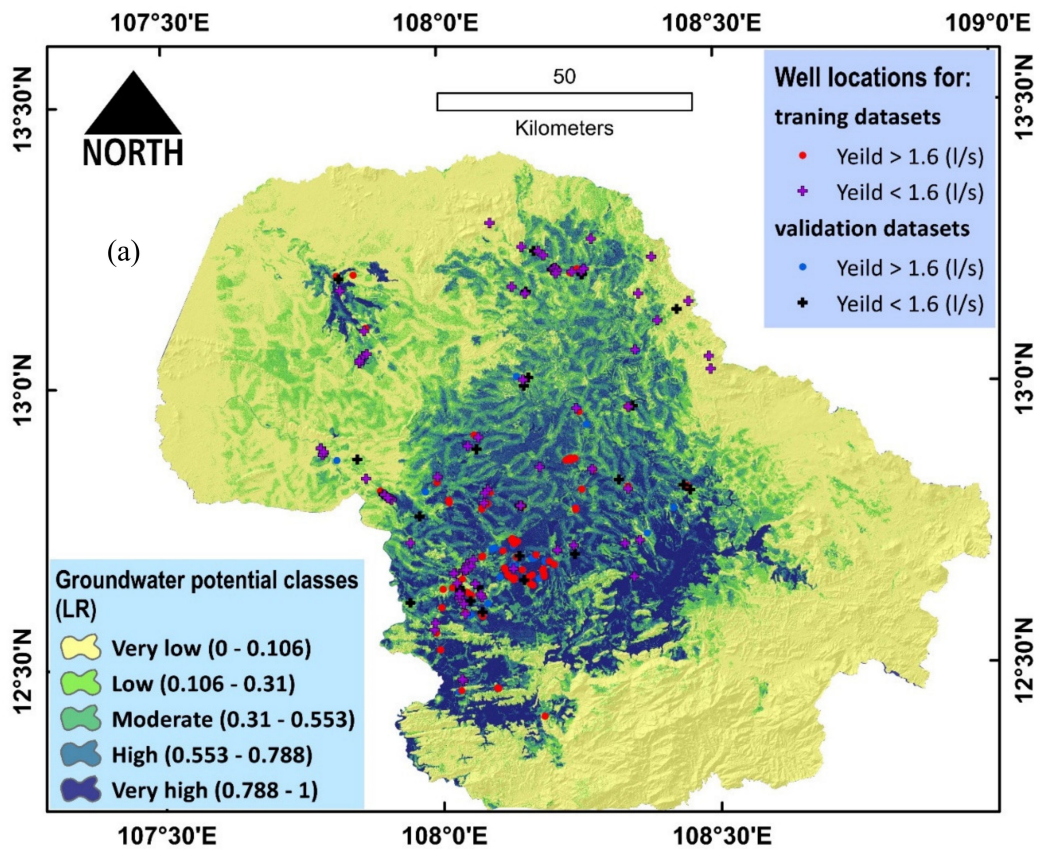 107°30'E 108°0'E 108°30'E 109°0'E
13°30'N
13°0'N
12°30'N
NORTH
(a)
50
Kilometers
Well locations for:
traning datasets
Yeild > 1.6 (l/s)
Yeild < 1.6 (l/s)
validation datasets
Yeild > 1.6 (l/s)
Yeild < 1.6 (l/s)
13°30'N
13°0'N
12°30'N
Groundwater potential classes
(LR)
Very low (0 - 0.106)
Low (0.106 - 0.31)
Moderate (0.31 - 0.553)
High (0.553 - 0.788)
Very high (0.788 - 1)
107°30'E 108°0'E 108°30'E